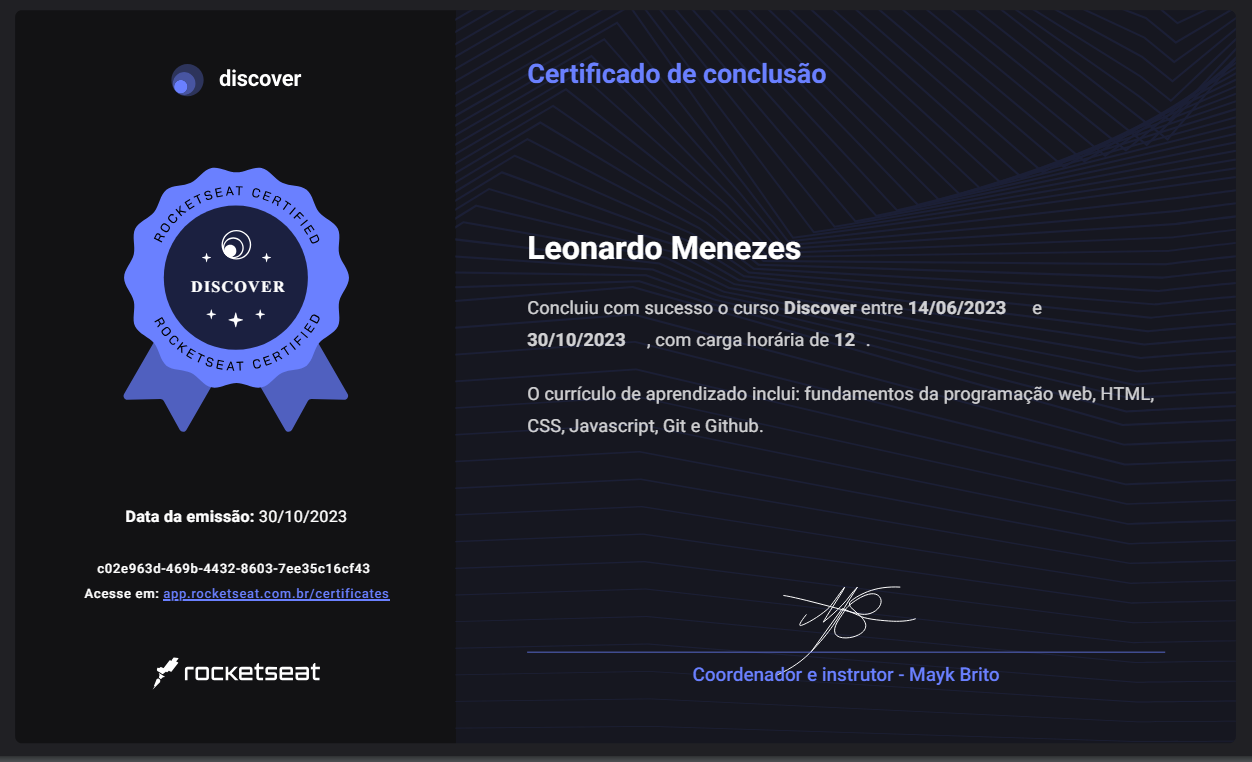 discover
ROCKETSEAT CERTIFIED
DISCOVER
ROCKETSEAT CERTIFIED
Data da emissão: 30/10/2023
c02e963d-469b-4432-8603-7ee35c16cf43
Acesse em: app.rocketseat.com.br/certificates
rocketseat
Certificado de conclusão
Leonardo Menezes
Concluiu com sucesso o curso Discover entre 14/06/2023 e
30/10/2023 , com carga horária de 12 .
O currículo de aprendizado inclui: fundamentos da programação web, HTML,
CSS, Javascript, Git e Github.
Coordenador e instrutor - Mayk Brito